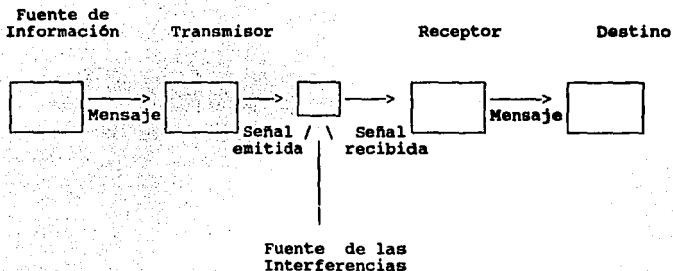 Fuente de
Información Transmisor Receptor Destino
Mensaje Mensaje
Señal Señal
emitida recibida
Fuente de las
Interferencias